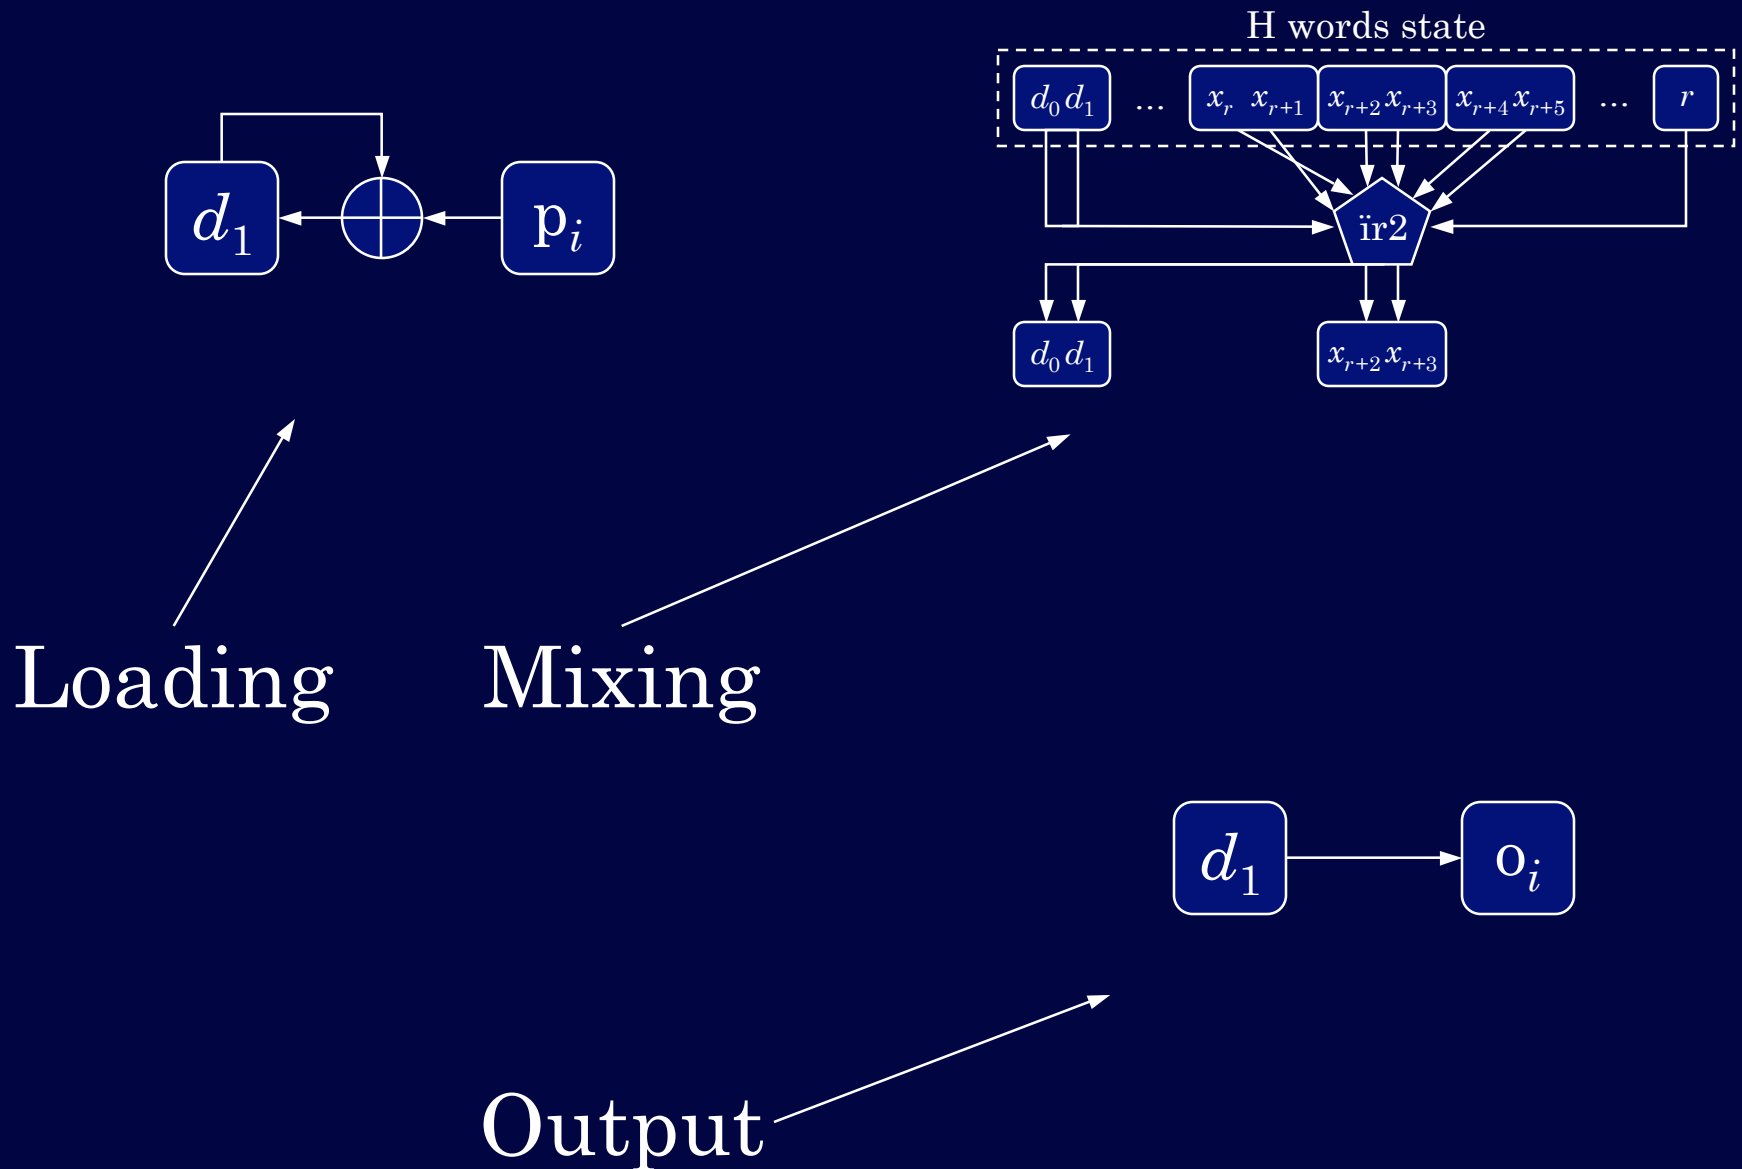 H words state
d₀ d₁ ... xᵣ xᵣ₊₁ xᵣ₊₂ xᵣ₊₃ xᵣ₊₄ xᵣ₊₅ ... r
d₁ pᵢ
ïr2
d₀ d₁ xᵣ₊₂ xᵣ₊₃
Loading Mixing
d₁ oᵢ
Output